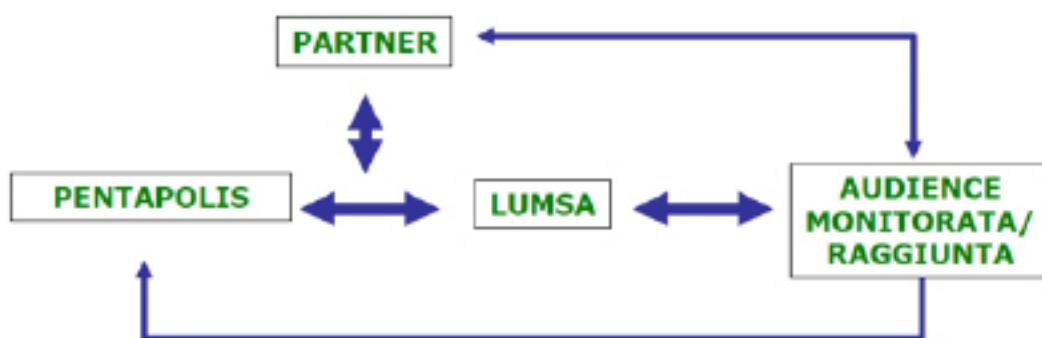 PARTNER
PENTAPOLIS
LUMSA
AUDIENCE
MONITORATA/
RAGGIUNTA